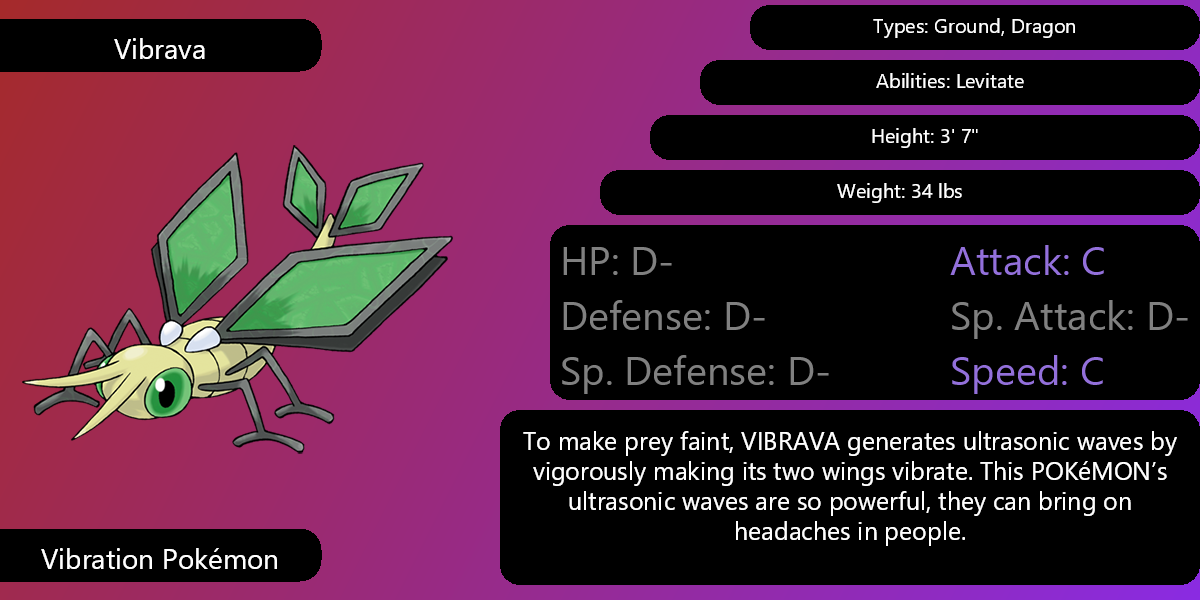 Vibrava
Types: Ground, Dragon
Abilities: Levitate
Height: 3' 7"
Weight: 34 lbs
HP: D-
Attack: C
Defense: D-
Sp. Attack: D-
Sp. Defense: D-
Speed: C
To make prey faint, VIBRAVA generates ultrasonic waves by
vigorously making its two wings vibrate. This POKéMON’s
ultrasonic waves are so powerful, they can bring on
headaches in people.
Vibration Pokémon